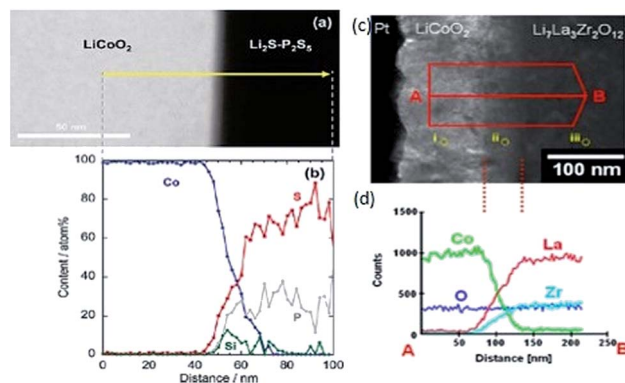 (a)
LiCoO₂
Li₂S-P₂S₅
50 nm
(b)
Content / atom%
100
80
60
40
20
0
Co
S
P
Si
0
20
40
60
80
100
Distance / nm
(c)
Pt
LiCoO₂
Li₇La₃Zr₂O₁₂
A
B
i
ii
iii
100 nm
(d)
Counts
1500
1000
500
0
Co
La
O
Zr
0
50
100
150
200
A
Distance [nm]
B